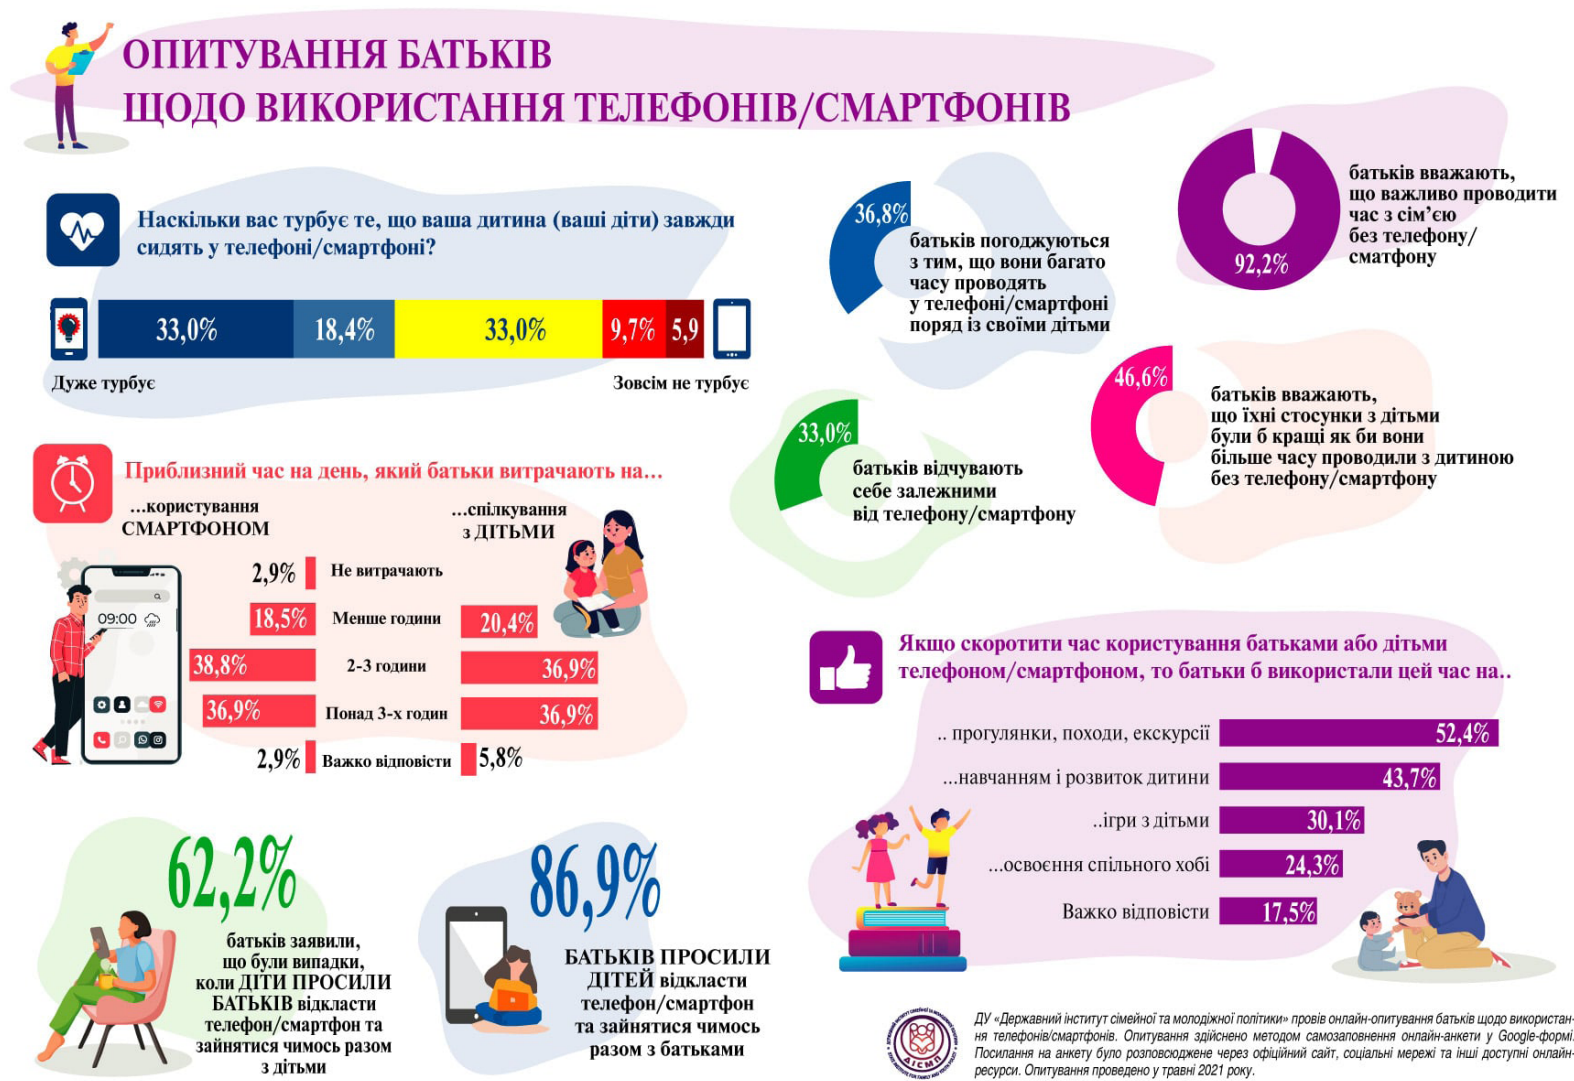 ОПИТУВАННЯ БАТЬКІВ
ЩОДО ВИКОРИСТАННЯ ТЕЛЕФОНІВ/СМАРТФОНІВ
Наскільки вас турбує те, що ваша дитина (ваші діти) завжди
сидять у телефоні/смартфоні?
33,0%
18,4%
33,0%
9,7%
5,9
Дуже турбує
Зовсім не турбує
Приблизний час на день, який батьки витрачають на...
...користування
СМАРТФОНОМ
...спілкування
з ДІТЬМИ
09:00
2,9% Не витрачають
18,5% Менше години 20,4%
38,8% 2-3 години 36,9%
36,9% Понад 3-х годин 36,9%
2,9% Важко відповісти 5,8%
62,2%
батьків заявили,
що були випадки,
коли ДІТИ ПРОСИЛИ
БАТЬКІВ відкласти
телефон/смартфон та
зайнятися чимось разом
з дітьми
86,9%
БАТЬКІВ ПРОСИЛИ
ДІТЕЙ відкласти
телефон/смартфон
та зайнятися чимось
разом з батьками
36,8%
батьків погоджуються
з тим, що вони багато
часу проводять
у телефоні/смартфоні
поряд із своїми дітьми
92,2%
батьків вважають,
що важливо проводити
час з сім’єю
без телефону/
сматфону
33,0%
батьків відчувають
себе залежними
від телефону/смартфону
46,6%
батьків вважають,
що їхні стосунки з дітьми
були б кращі як би вони
більше часу проводили з дитиною
без телефону/смартфону
Якщо скоротити час користування батьками або дітьми
телефоном/смартфоном, то батьки б використали цей час на..
.. прогулянки, походи, екскурсії 52,4%
...навчанням і розвиток дитини 43,7%
..ігри з дітьми 30,1%
...освоєння спільного хобі 24,3%
Важко відповісти 17,5%
ДІСМП
ДУ «Державний інститут сімейної та молодіжної політики» провів онлайн-опитування батьків щодо використан-
ня телефонів/смартфонів. Опитування здійснено методом самозаповнення онлайн-анкети у Google-формі.
Посилання на анкету було розповсюджене через офіційний сайт, соціальні мережі та інші доступні онлайн-
ресурси. Опитування проведено у травні 2021 року.